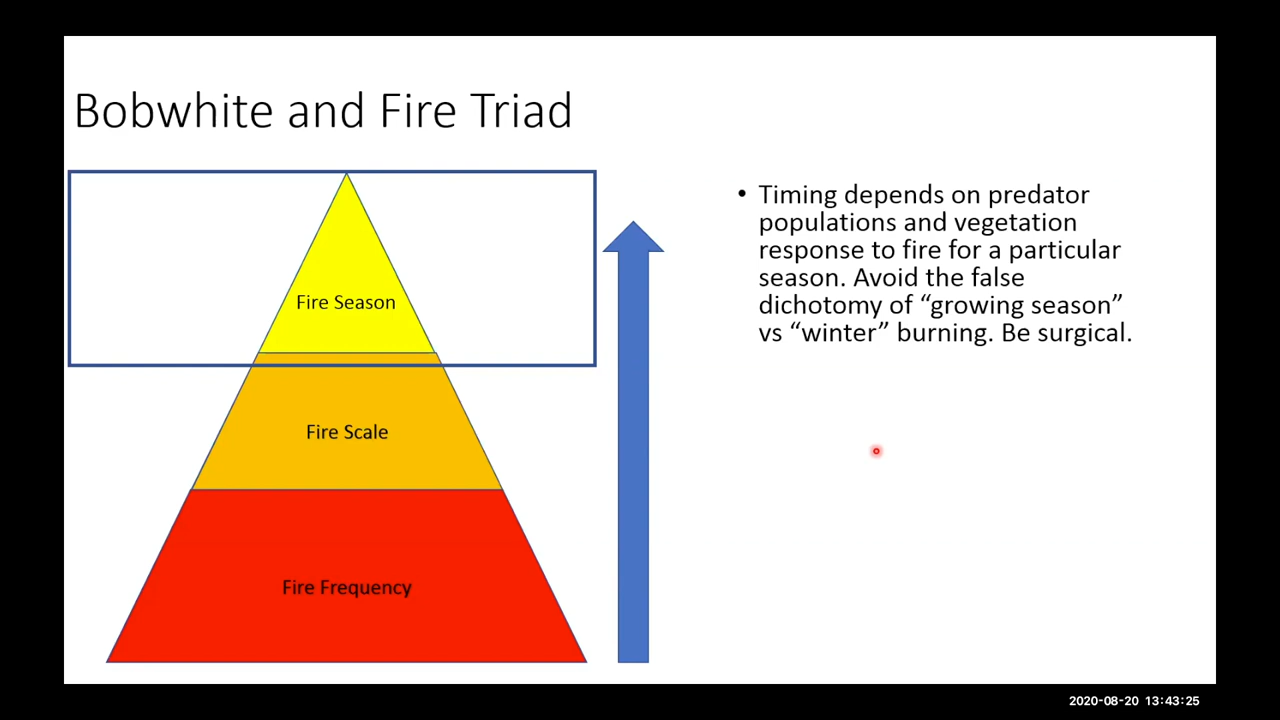 Bobwhite and Fire Triad
Fire Season
Fire Scale
Fire Frequency
• Timing depends on predator
populations and vegetation
response to fire for a particular
season. Avoid the false
dichotomy of “growing season”
vs “winter” burning. Be surgical.
2020-08-20 13:43:25